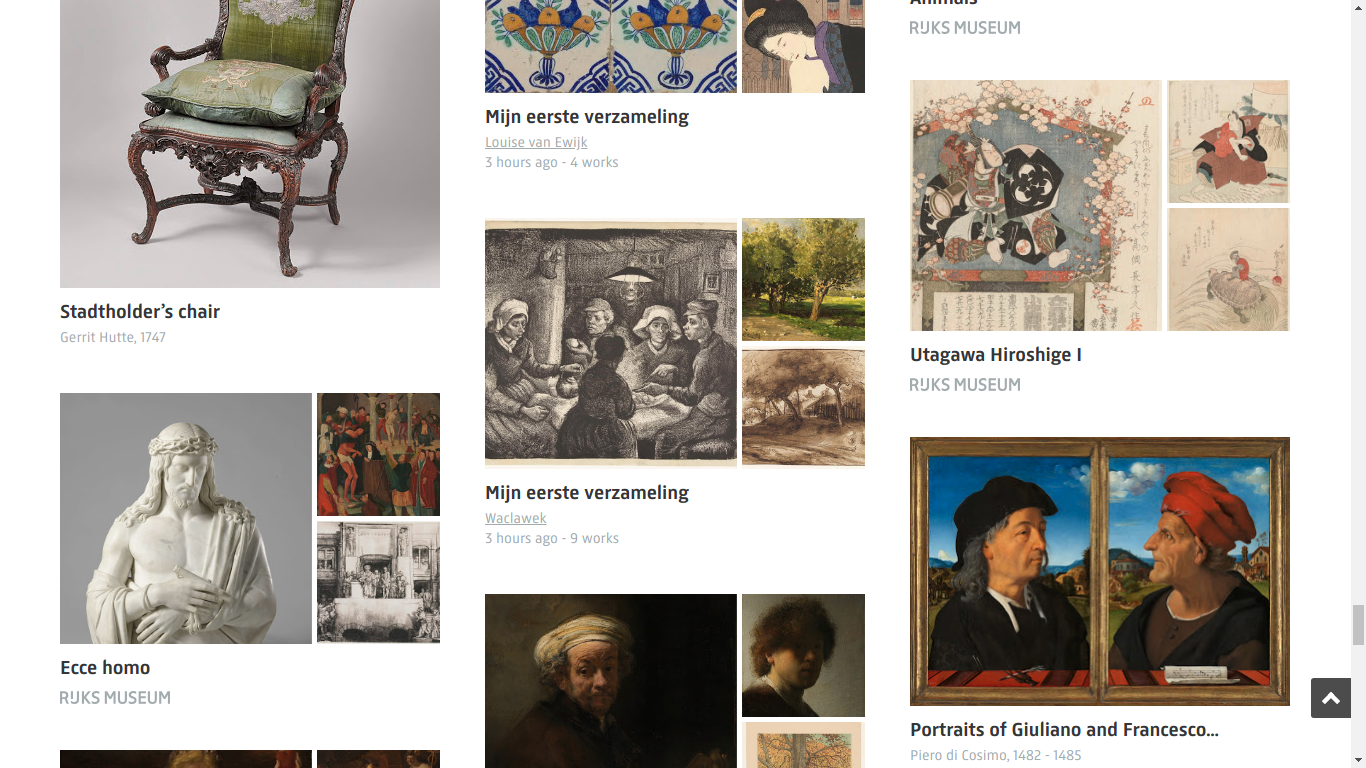 Stadtholder's chair
Gerrit Hutte, 1747
Ecce homo
RIJKS MUSEUM
Mijn eerste verzameling
Louise van Ewijk
3 hours ago - 4 works
Mijn eerste verzameling
Waclawek
3 hours ago - 9 works
Animals
RIJKS MUSEUM
Utagawa Hiroshige I
RIJKS MUSEUM
Portraits of Giuliano and Francesco...
Piero di Cosimo, 1482 - 1485